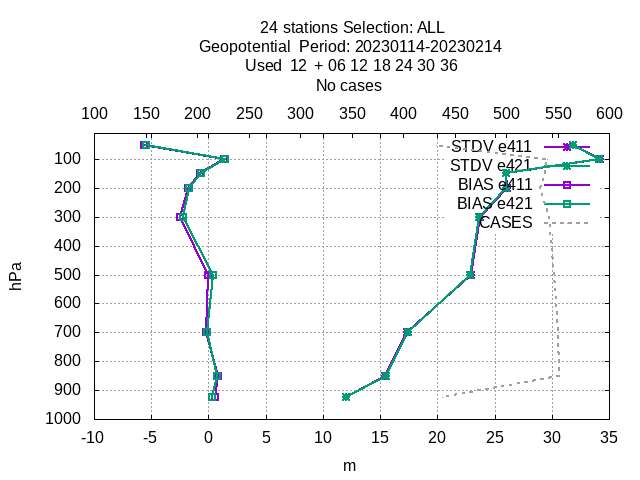 24 stations Selection: ALL
Geopotential  Period: 20230114-20230214
Used  12  + 06 12 18 24 30 36
No cases
100 150 200 250 300 350 400 450 500 550 600
STDV e411
STDV e421
BIAS e411
BIAS e421
CASES
hPa
100
200
300
400
500
600
700
800
900
1000
-10 -5 0 5 10 15 20 25 30 35
m